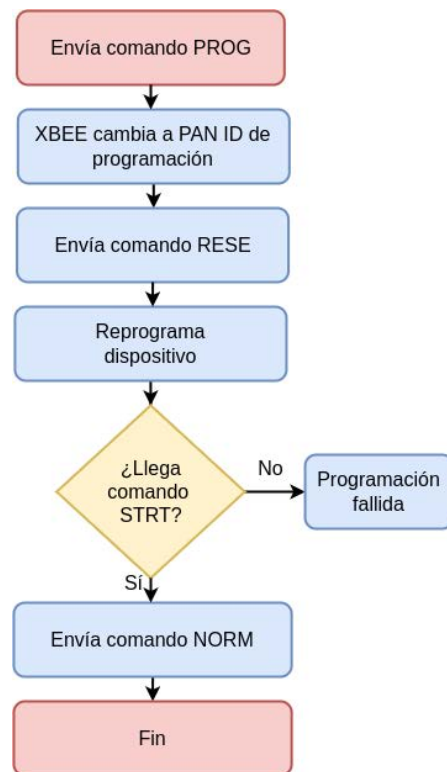 Envía comando PROG
XBEE cambia a PAN ID de
programación
Envía comando RESE
Reprograma
dispositivo
¿Llega
comando
STRT?
No
Programación
fallida
Sí
Envía comando NORM
Fin